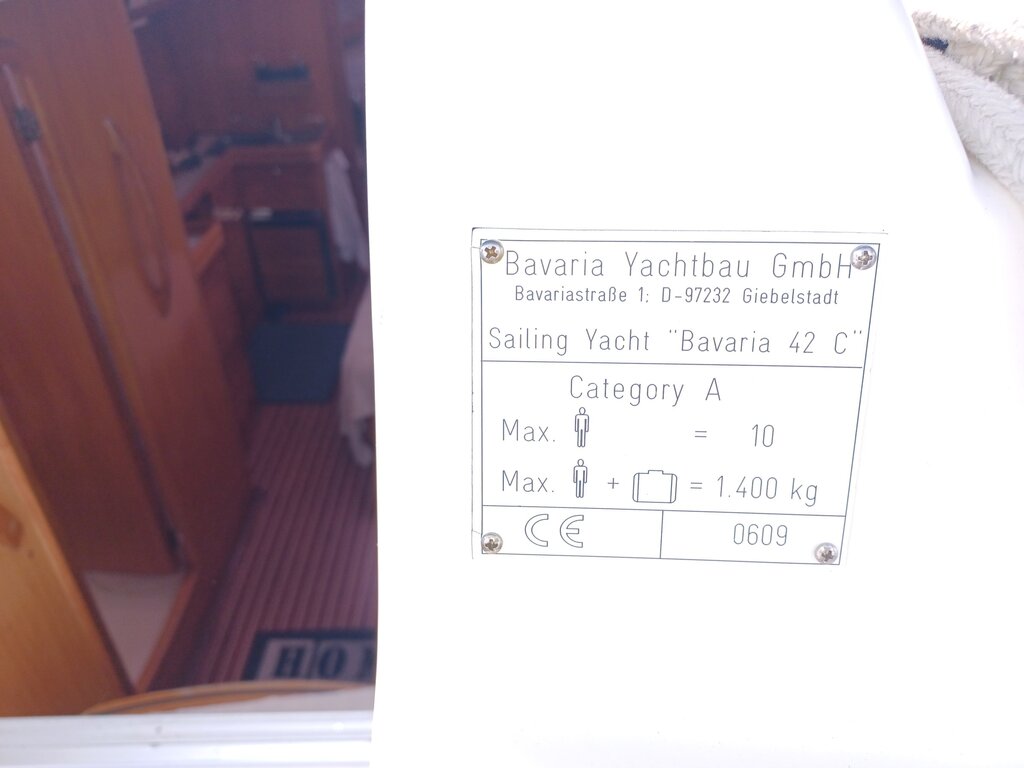 Bavaria Yachtbau GmbH
Bavariastraße 1; D-97232 Giebelstadt
Sailing Yacht "Bavaria 42 C"
Category A
Max. = 10
Max. + = 1.400 kg
CE 0609
HO